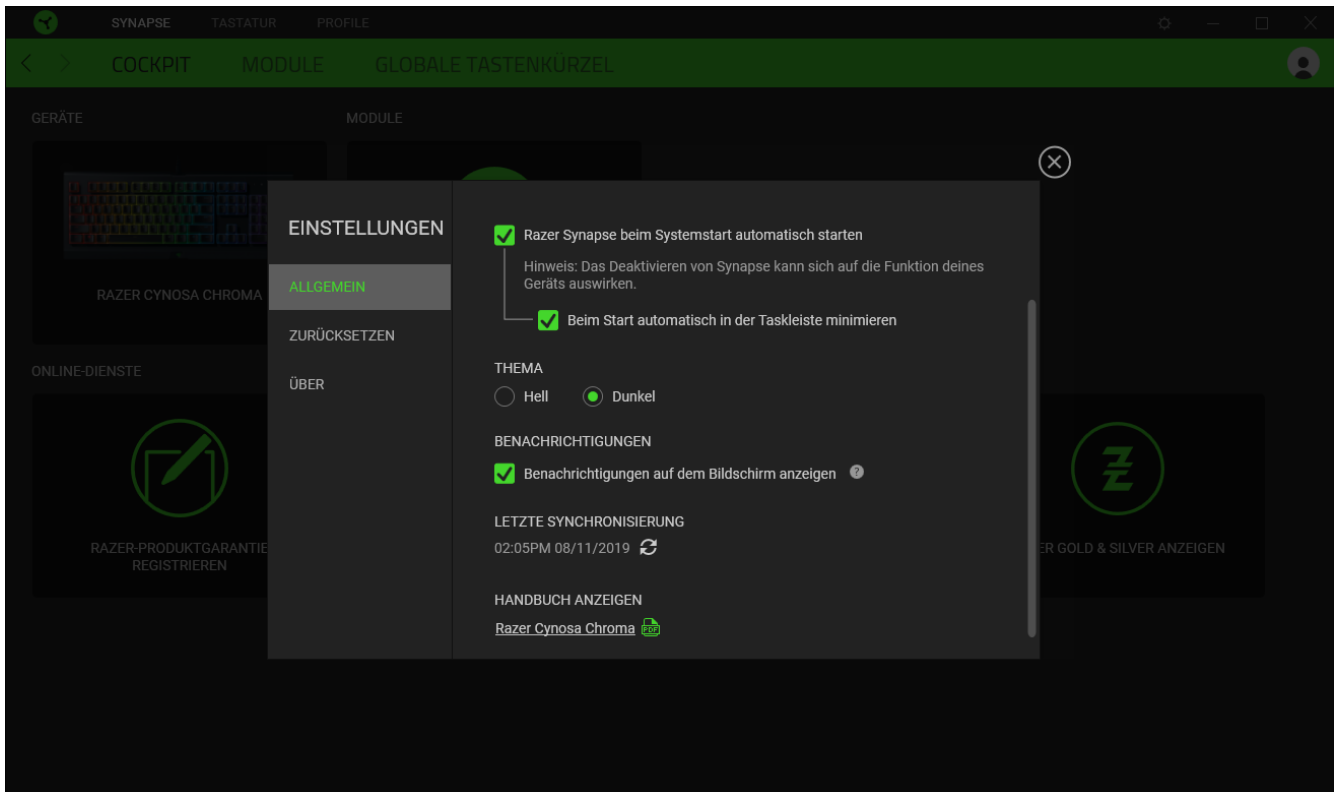 SYNAPSE TASTATUR PROFILE
COCKPIT MODULE GLOBALE TASTENKÜRZEL
GERÄTE MODULE
RAZER CYNOSA CHROMA
ONLINE-DIENSTE
RAZER-PRODUKTGARANTIE
REGISTRIEREN
EINSTELLUNGEN
ALLGEMEIN
ZURÜCKSETZEN
ÜBER
Razer Synapse beim Systemstart automatisch starten
Hinweis: Das Deaktivieren von Synapse kann sich auf die Funktion deines
Geräts auswirken.
Beim Start automatisch in der Taskleiste minimieren
THEMA
Hell Dunkel
BENACHRICHTIGUNGEN
Benachrichtigungen auf dem Bildschirm anzeigen ?
LETZTE SYNCHRONISIERUNG
02:05PM 08/11/2019
HANDBUCH ANZEIGEN
Razer Cynosa Chroma PDF
ER GOLD & SILVER ANZEIGEN